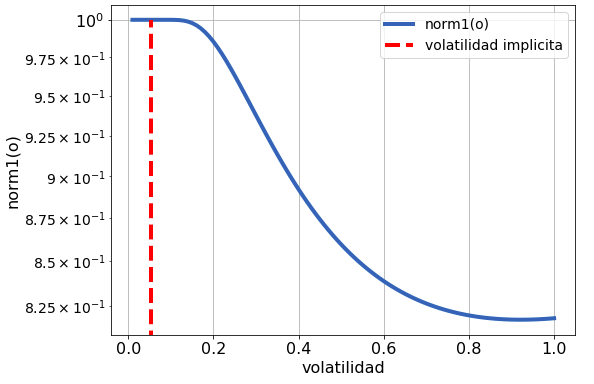 norm1(o)
volatilidad implicita
10⁰
9.75 × 10⁻¹
9.5 × 10⁻¹
9.25 × 10⁻¹
9 × 10⁻¹
8.75 × 10⁻¹
8.5 × 10⁻¹
8.25 × 10⁻¹
norm1(o)
0.0 0.2 0.4 0.6 0.8 1.0
volatilidad